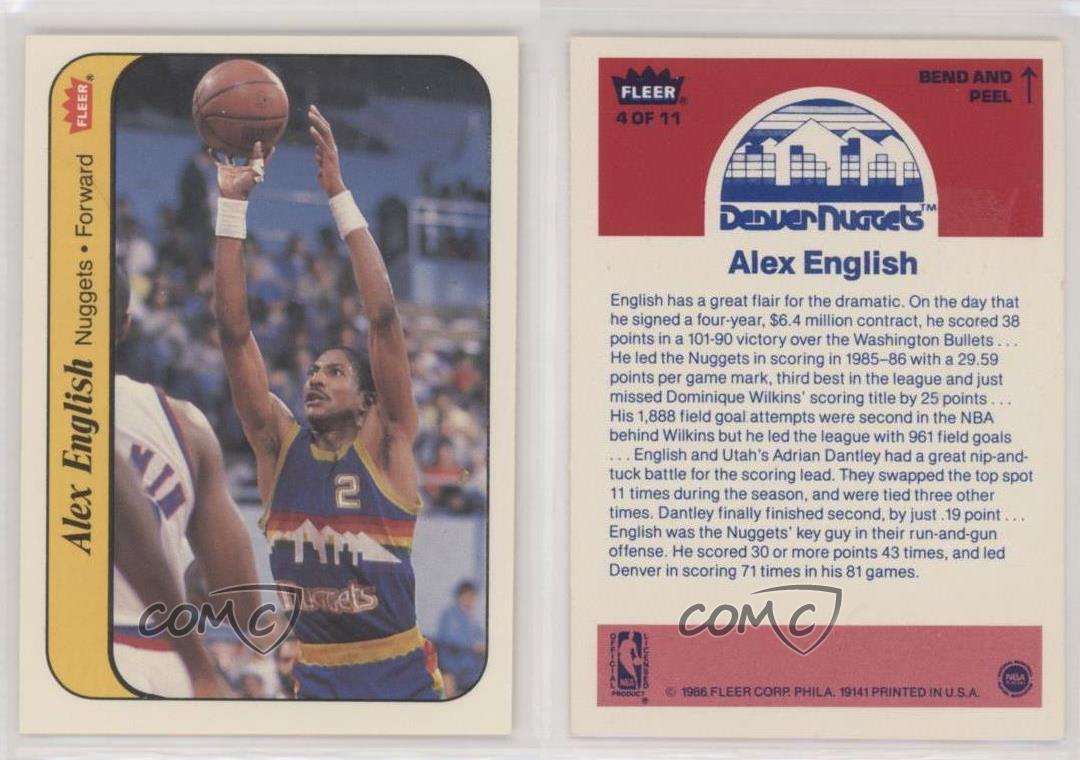 FLEER®
Alex English Nuggets • Forward
2
Nuggets
COMC
FLEER®
4 OF 11
BEND AND
PEEL
Denver Nuggets™
Alex English
English has a great flair for the dramatic. On the day that
he signed a four-year, $6.4 million contract, he scored 38
points in a 101-90 victory over the Washington Bullets . . .
He led the Nuggets in scoring in 1985–86 with a 29.59
points per game mark, third best in the league and just
missed Dominique Wilkins' scoring title by 25 points . . .
His 1,888 field goal attempts were second in the NBA
behind Wilkins but he led the league with 961 field goals
. . . English and Utah's Adrian Dantley had a great nip-and-
tuck battle for the scoring lead. They swapped the top spot
11 times during the season, and were tied three other
times. Dantley finally finished second, by just .19 point . . .
English was the Nuggets' key guy in their run-and-gun
offense. He scored 30 or more points 43 times, and led
Denver in scoring 71 times in his 81 games.
COMC
OFFICIAL
LICENSED
NBA
PRODUCT
© 1986 FLEER CORP. PHILA. 19141 PRINTED IN U.S.A.
NBA